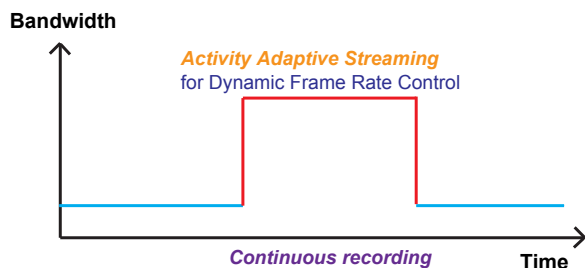 Bandwidth
Activity Adaptive Streaming
for Dynamic Frame Rate Control
Continuous recording
Time